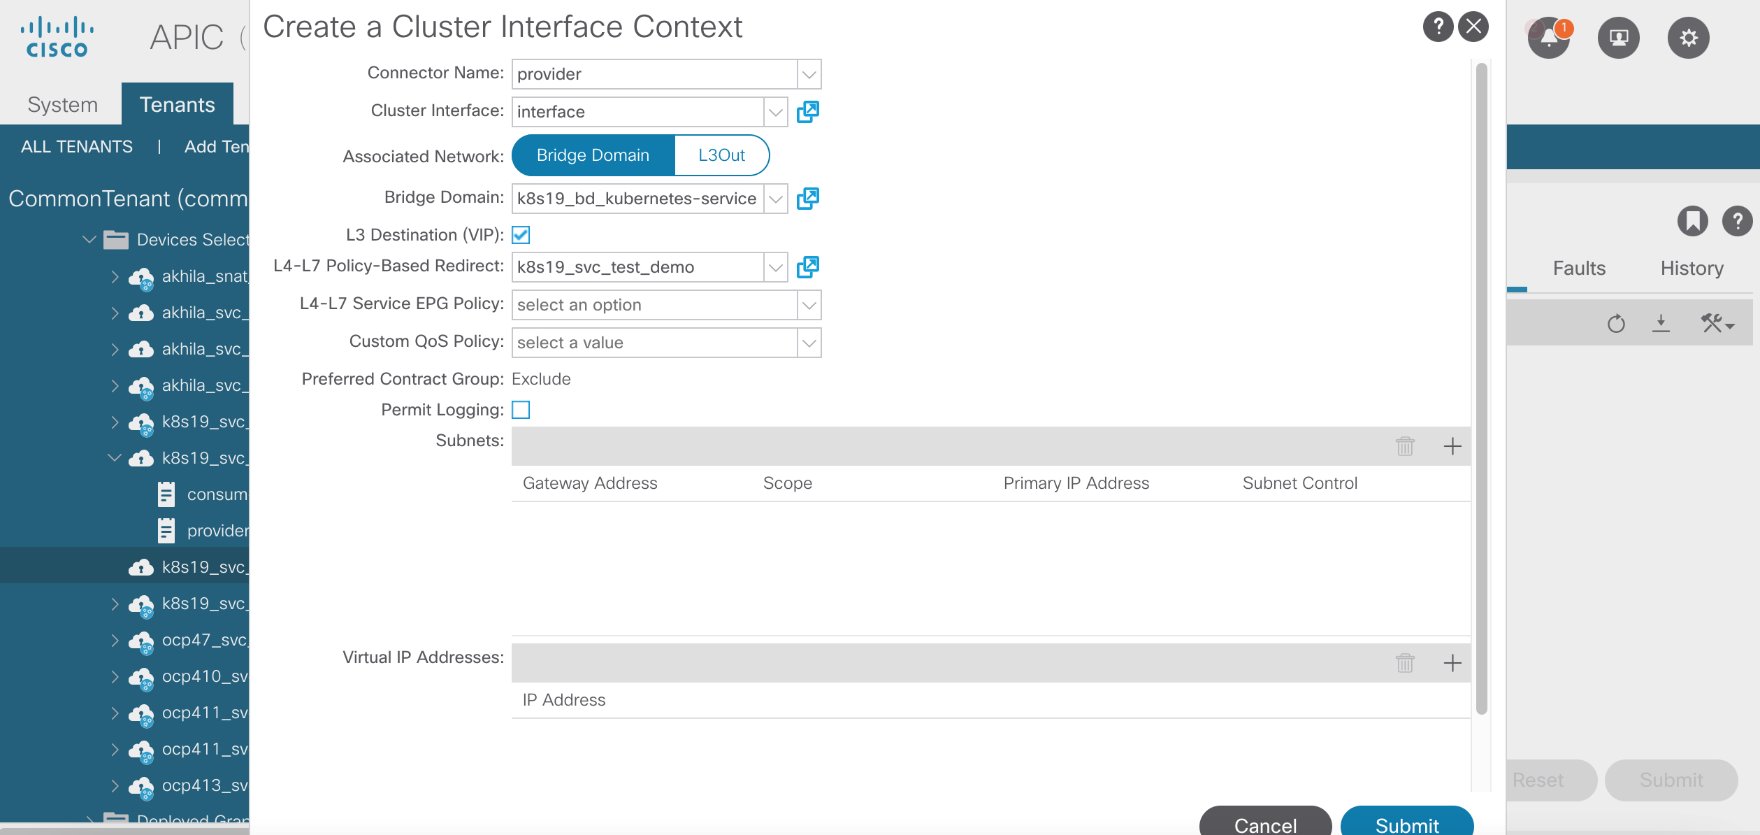 CISCO
APIC (
System
Tenants
ALL TENANTS | Add Ten
CommonTenant (comm
Devices Select
akhila_snat
akhila_svc_
akhila_svc_
akhila_svc_
k8s19_svc_
k8s19_svc_
consum
provider
k8s19_svc_
k8s19_svc_
ocp47_svc_
ocp410_sv
ocp411_sv
ocp411_sv
ocp413_sv
Deployed Gra
Create a Cluster Interface Context
?
Connector Name: provider
Cluster Interface: interface
Associated Network: Bridge Domain L3Out
Bridge Domain: k8s19_bd_kubernetes-service
L3 Destination (VIP):
L4-L7 Policy-Based Redirect: k8s19_svc_test_demo
L4-L7 Service EPG Policy: select an option
Custom QoS Policy: select a value
Preferred Contract Group: Exclude
Permit Logging:
Subnets:
Gateway Address Scope Primary IP Address Subnet Control
Virtual IP Addresses:
IP Address
Cancel Submit
1
?
Faults History
Reset Submit